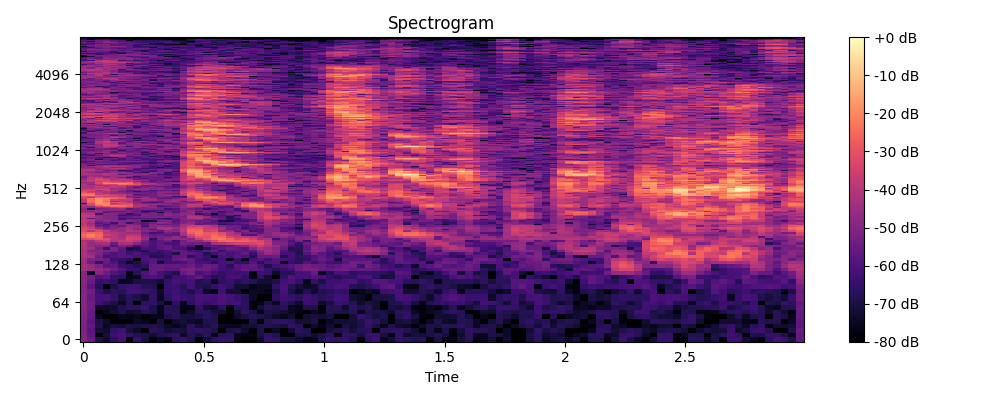 Spectrogram
Hz
4096
2048
1024
512
256
128
64
0
0
0.5
1
1.5
2
2.5
Time
+0 dB
-10 dB
-20 dB
-30 dB
-40 dB
-50 dB
-60 dB
-70 dB
-80 dB